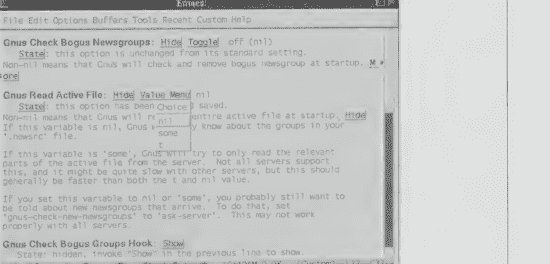 Emacs:
File Edit Options Buffers Tools Recent Custom Help
Gnus Check Bogus Newsgroups: Hide Toggle off (nil)
State: this option is unchanged from its standard setting.
Non-nil means that Gnus will check and remove bogus newsgroup at startup. M
ore
Gnus Read Active File: Hide Value Menu nil
State: this option has been saved.
Non-nil means that Gnus will r entire active file at startup. Hide
If this variable is nil, Gnus know about the groups in your
'.newsrc' file.
Choice
nil
some
t
If this variable is 'some', Gnus will try to only read the relevant
parts of the active file from the server. Not all servers support
this, and it might be quite slow with other servers, but this should
generally be faster than both the t and nil value.
If you set this variable to nil or 'some', you probably still want to
be told about new newsgroups that arrive. To do that, set
'gnus-check-new-newsgroups' to 'ask-server'. This may not work
properly with all servers.
Gnus Check Bogus Groups Hook: Show
State: hidden, invoke "Show" in the previous line to show.